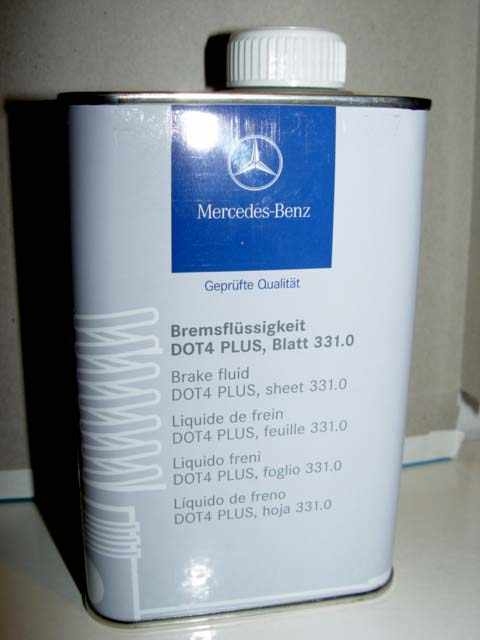 Mercedes-Benz
Geprüfte Qualität
Bremsflüssigkeit
DOT4 PLUS, Blatt 331.0
Brake fluid
DOT4 PLUS, sheet 331.0
Liquide de frein
DOT4 PLUS, feuille 331.0
Liquido freni
DOT4 PLUS, foglio 331.0
Líquido de freno
DOT4 PLUS, hoja 331.0